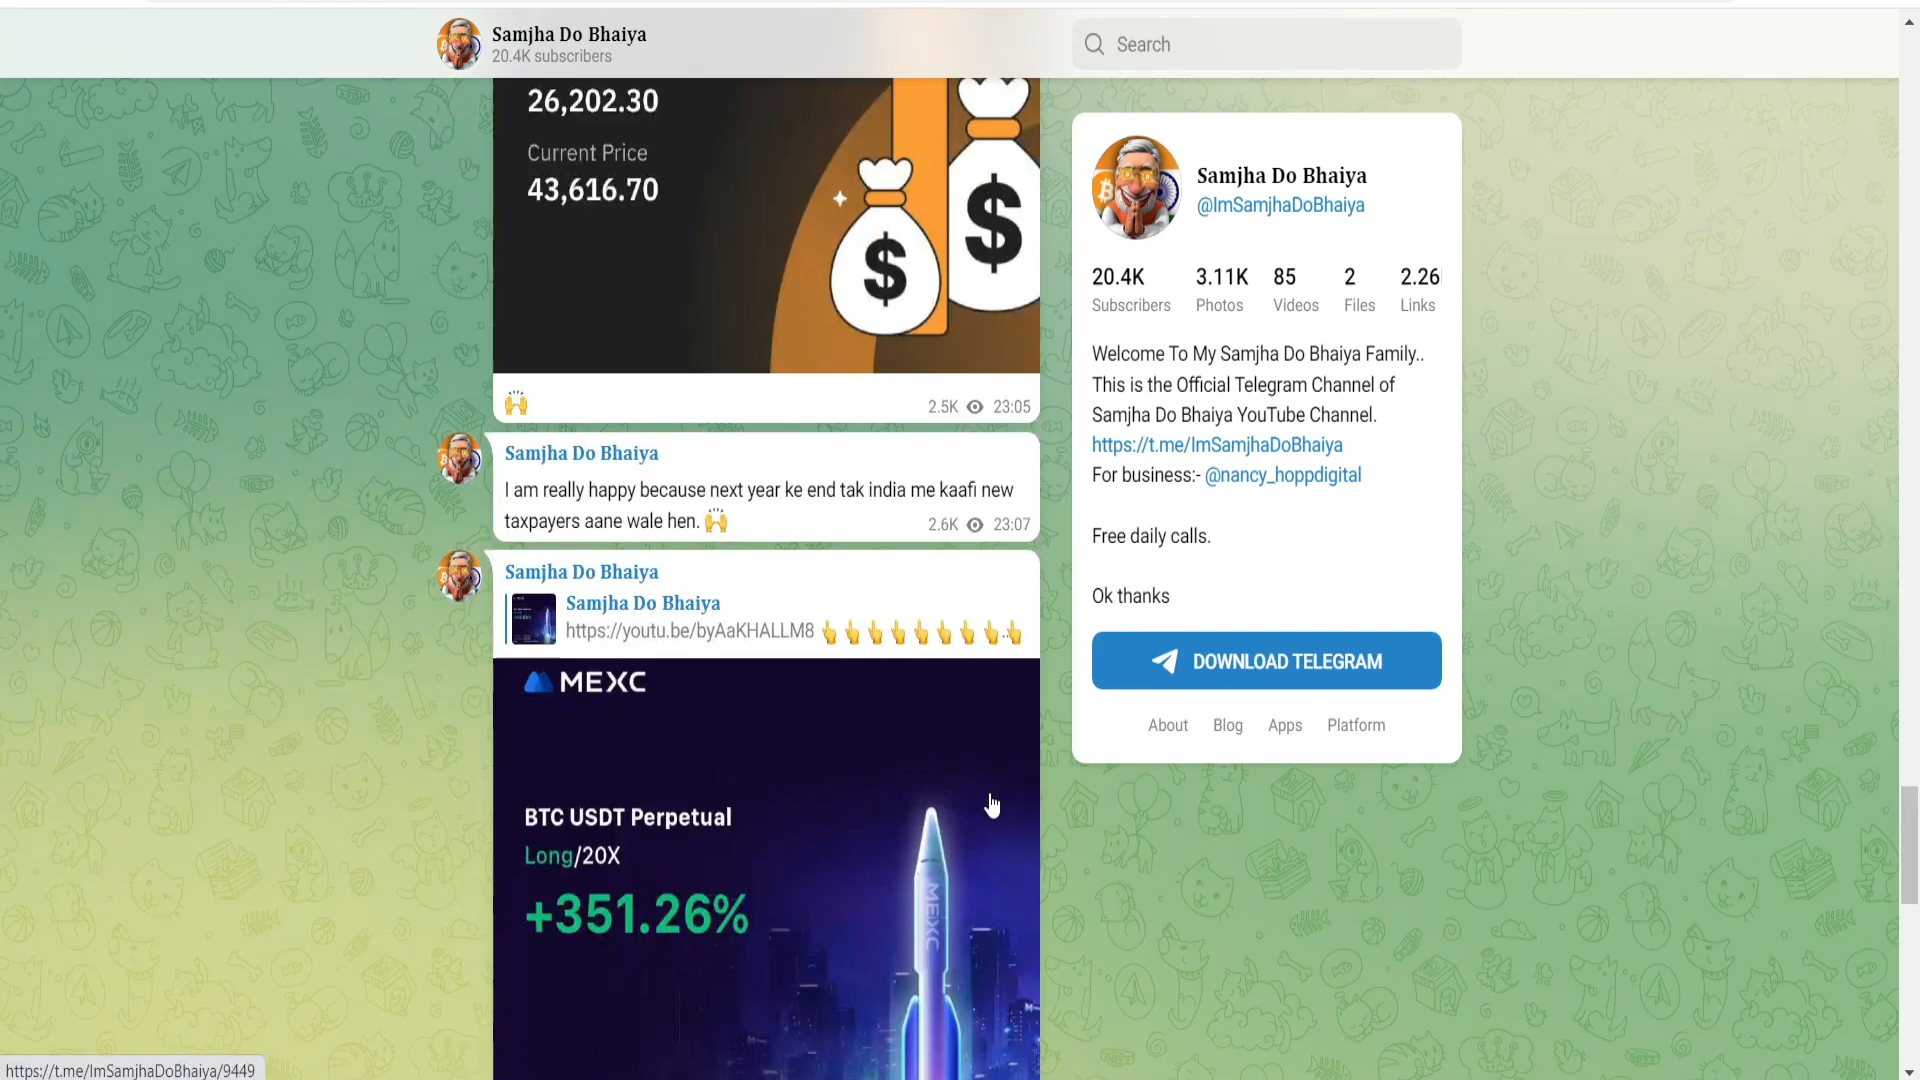 Samjha Do Bhaiya
20.4K subscribers
Search
26,202.30
Current Price
43,616.70
2.5K 23:05
Samjha Do Bhaiya
I am really happy because next year ke end tak india me kaafi new
taxpayers aane wale hen. 🙌
2.6K 23:07
Samjha Do Bhaiya
Samjha Do Bhaiya
https://youtu.be/byAaKHALLM8 👆👆👆👆👆👆👆👆..👆
MEXC
BTC USDT Perpetual
Long/20X
+351.26%
MEXC
Samjha Do Bhaiya
@ImSamjhaDoBhaiya
20.4K 3.11K 85 2 2.26
Subscribers Photos Videos Files Links
Welcome To My Samjha Do Bhaiya Family..
This is the Official Telegram Channel of
Samjha Do Bhaiya YouTube Channel.
https://t.me/ImSamjhaDoBhaiya
For business:- @nancy_hoppdigital
Free daily calls.
Ok thanks
DOWNLOAD TELEGRAM
About Blog Apps Platform
https://t.me/ImSamjhaDoBhaiya/9449